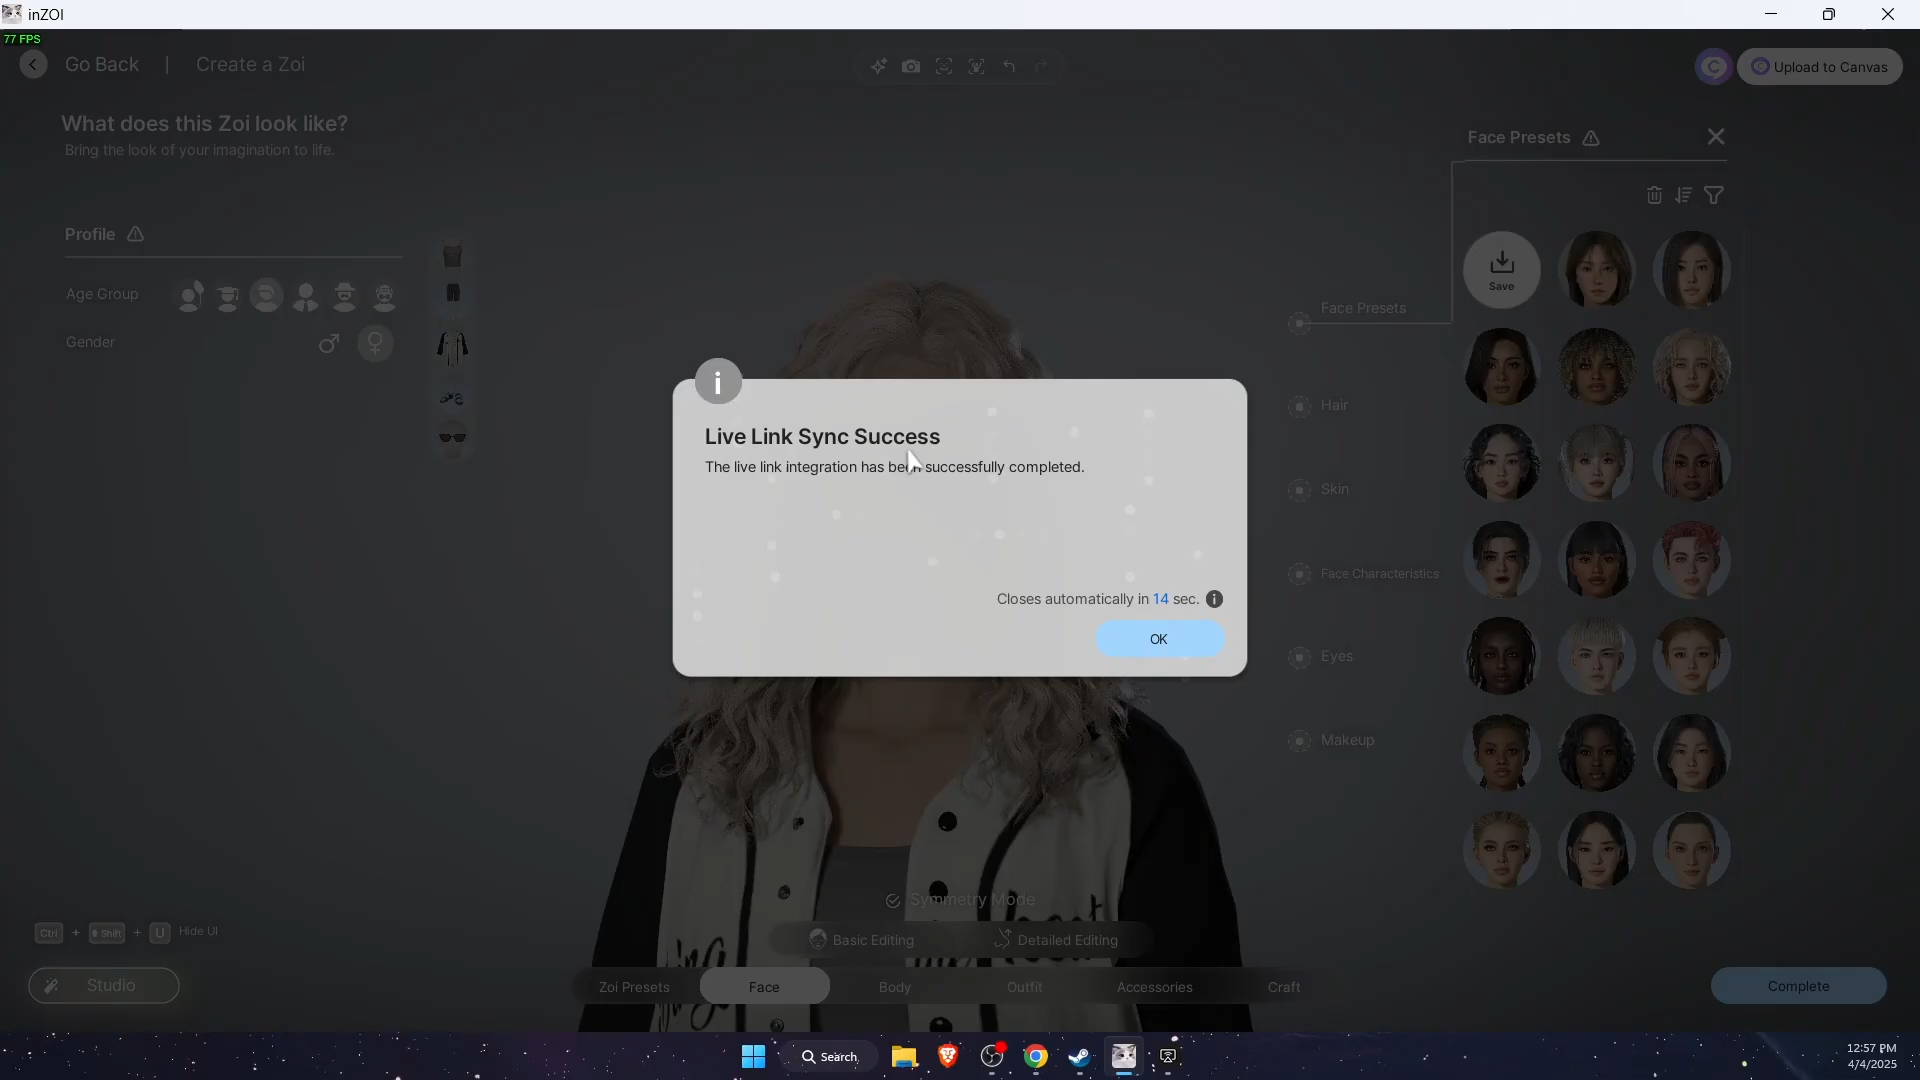 inZOI
77 FPS
Go Back | Create a Zoi
Upload to Canvas
What does this Zoi look like?
Bring the look of your imagination to life.
Face Presets
Profile
Age Group
Gender
Save
Face Presets
Hair
Skin
Face Characteristics
Eyes
Makeup
i
Live Link Sync Success
The live link integration has been successfully completed.
Closes automatically in 14 sec.
OK
Symmetry Mode
Basic Editing
Detailed Editing
Ctrl + Shift + U Hide UI
Studio
Zoi Presets
Face
Body
Outfit
Accessories
Craft
Complete
Search
12:57 PM
4/4/2025